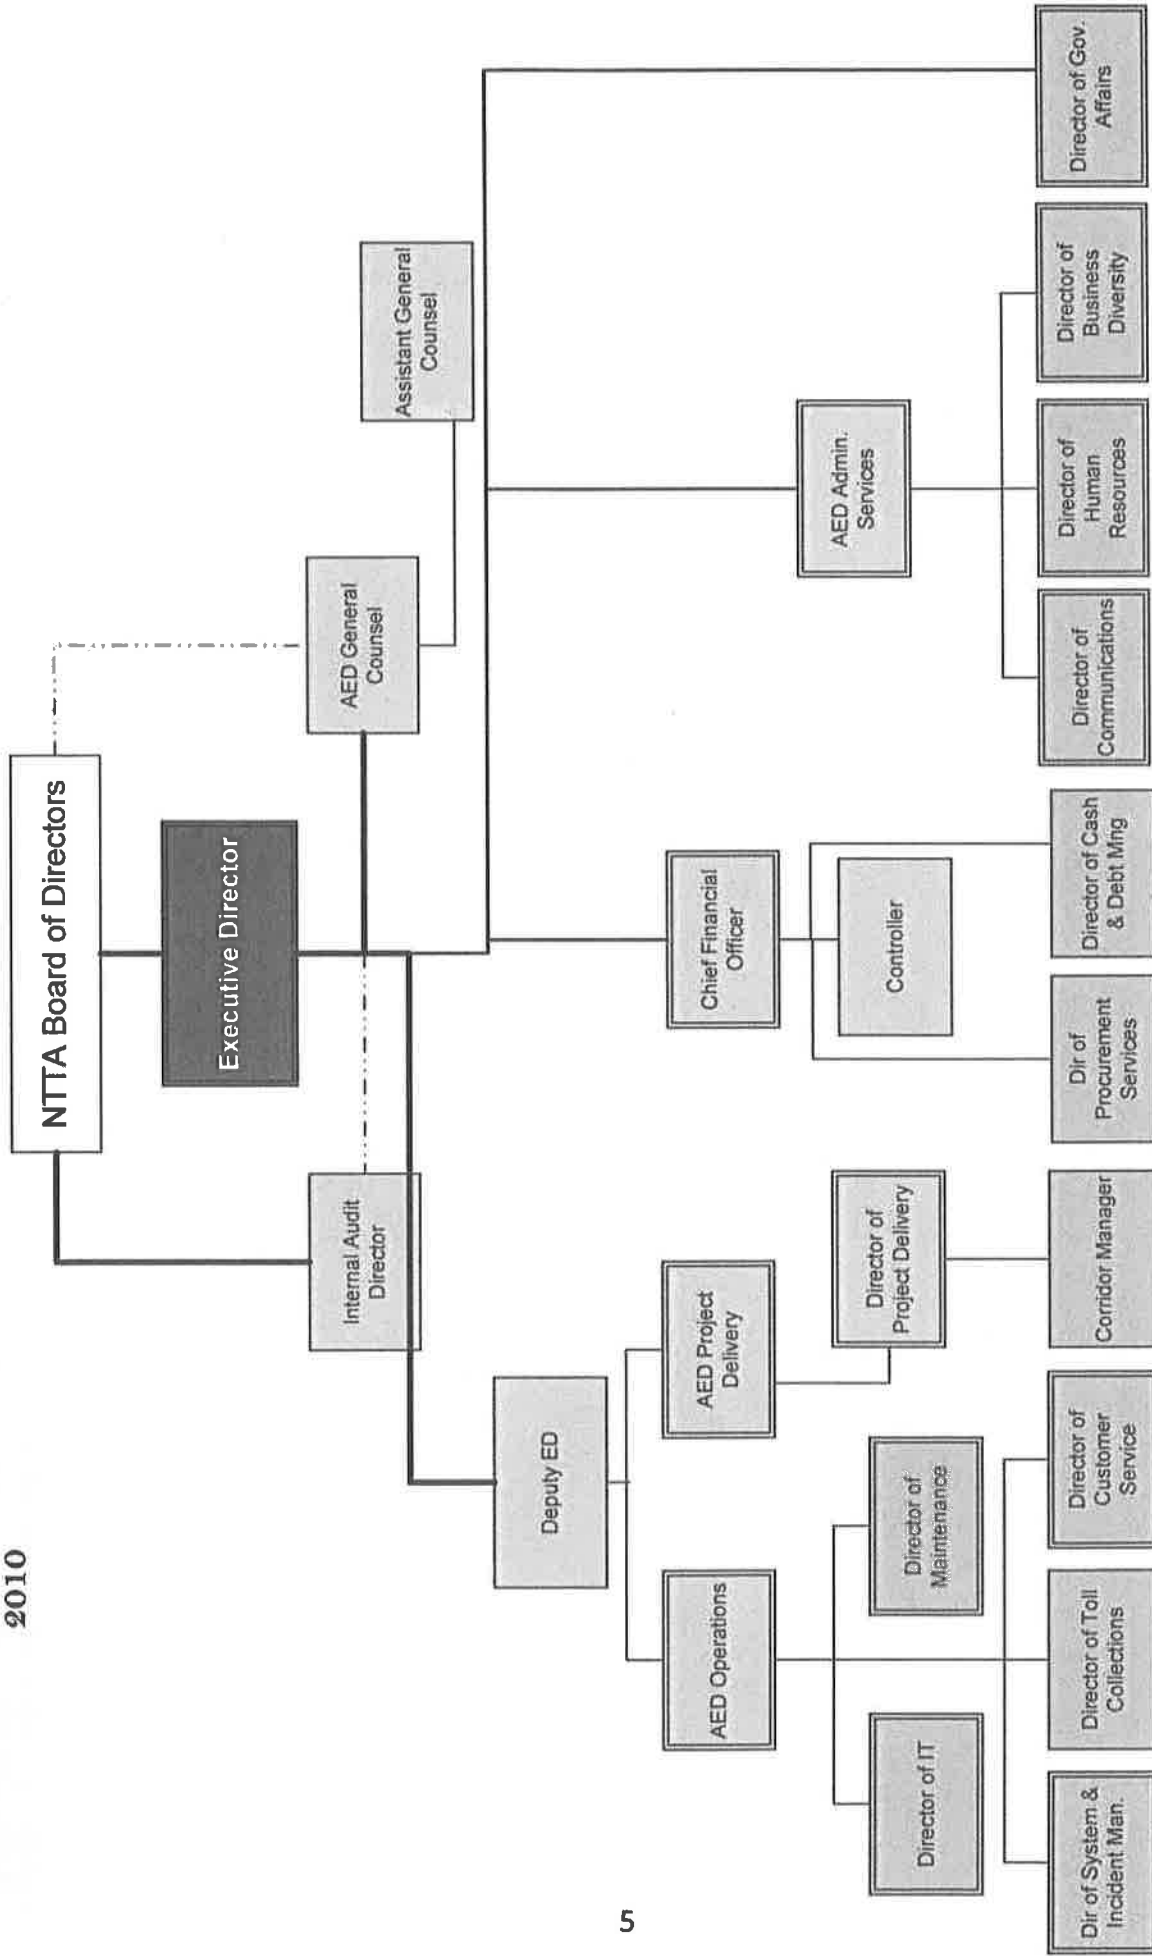 2010
NTTA Board of Directors
Executive Director
Internal Audit
Director
AED General
Counsel
Assistant General
Counsel
Deputy ED
AED Operations
AED Project
Delivery
Chief Financial
Officer
AED Admin.
Services
Director of IT
Director of
Maintenance
Director of
Project Delivery
Controller
Dir of System &
Incident Man.
Director of Toll
Collections
Director of
Customer
Service
Corridor Manager
Dir of
Procurement
Services
Director of Cash
& Debt Mng
Director of
Communications
Director of
Human
Resources
Director of
Business
Diversity
Director of Gov.
Affairs
5